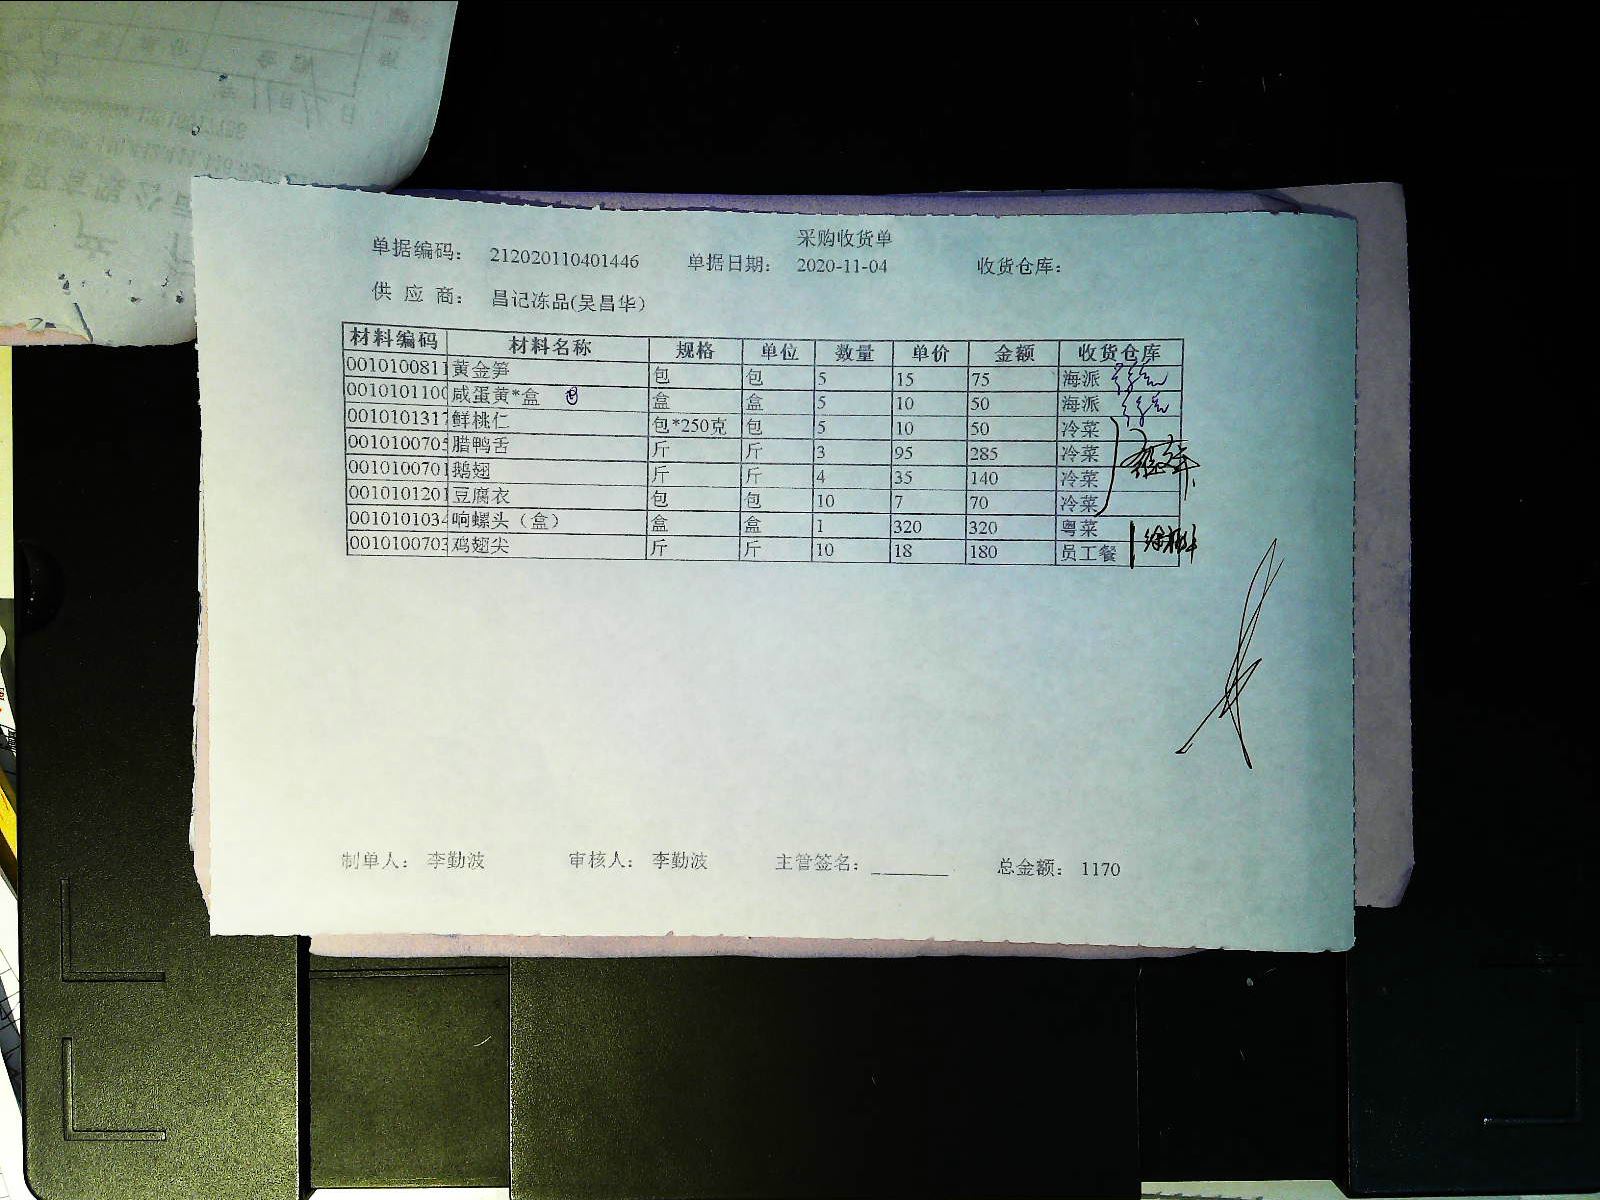 采购收货单
单据编码： 212020110401446 单据日期： 2020-11-04 收货仓库：
供 应 商： 昌记冻品(吴昌华)
材料编码 材料名称 规格 单位 数量 单价 金额 收货仓库
0010100811 黄金笋 包 包 5 15 75 海派
001010110 咸蛋黄*盒 盒 盒 5 10 50 海派
0010101317 鲜桃仁 包*250克 包 5 10 50 冷菜
001010070 腊鸭舌 斤 斤 3 95 285 冷菜
0010100701 鹅翅 斤 斤 4 35 140 冷菜
0010101201 豆腐衣 包 包 10 7 70 冷菜
001010103 响螺头（盒） 盒 盒 1 320 320 粤菜
001010070 鸡翅尖 斤 斤 10 18 180 员工餐
制单人： 李勤波 审核人： 李勤波 主管签名： 总金额： 1170